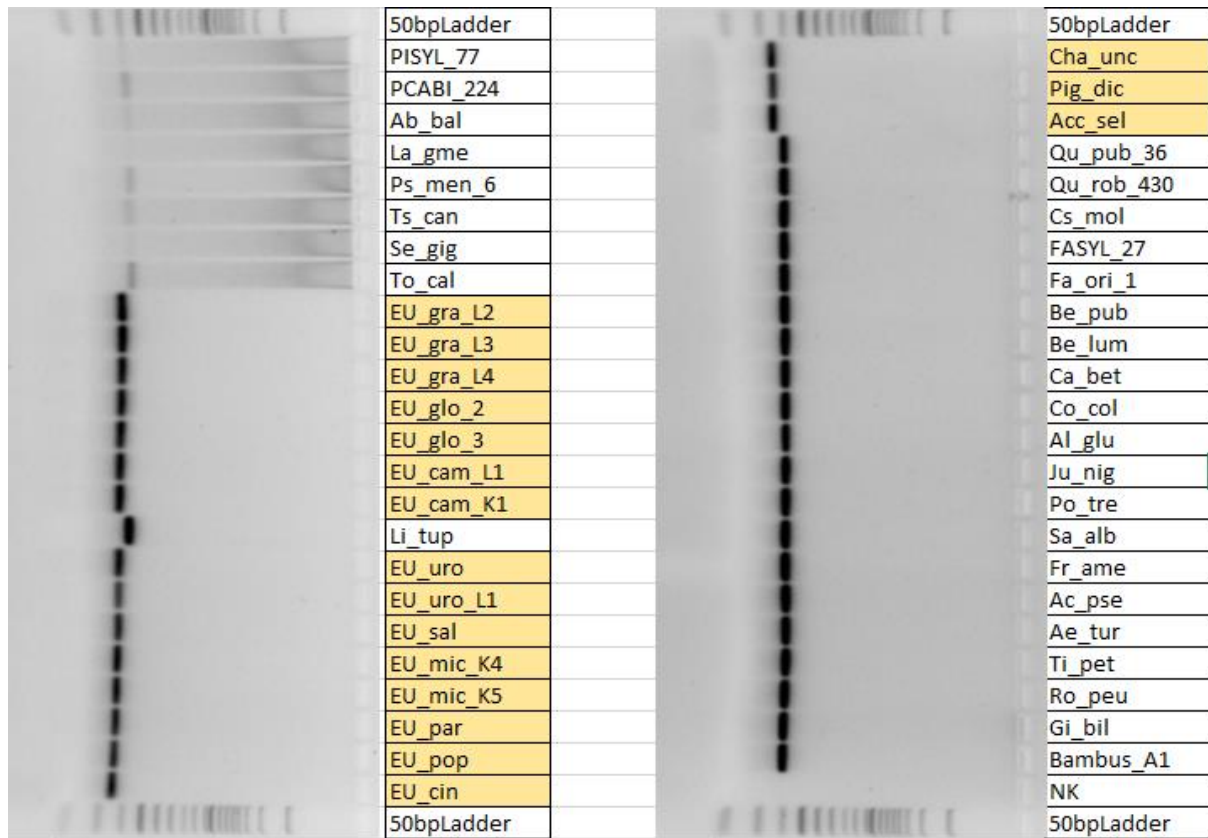 50bpLadder
PISYL_77
PCABI_224
Ab_bal
La_gme
Ps_men_6
Ts_can
Se_gig
To_cal
EU_gra_L2
EU_gra_L3
EU_gra_L4
EU_glo_2
EU_glo_3
EU_cam_L1
EU_cam_K1
Li_tup
EU_uro
EU_uro_L1
EU_sal
EU_mic_K4
EU_mic_K5
EU_par
EU_pop
EU_cin
50bpLadder
50bpLadder
Cha_unc
Pig_dic
Acc_sel
Qu_pub_36
Qu_rob_430
Cs_mol
FASYL_27
Fa_ori_1
Be_pub
Be_lum
Ca_bet
Co_col
Al_glu
Ju_nig
Po_tre
Sa_alb
Fr_ame
Ac_pse
Ae_tur
Ti_pet
Ro_peu
Gi_bil
Bambus_A1
NK
50bpLadder